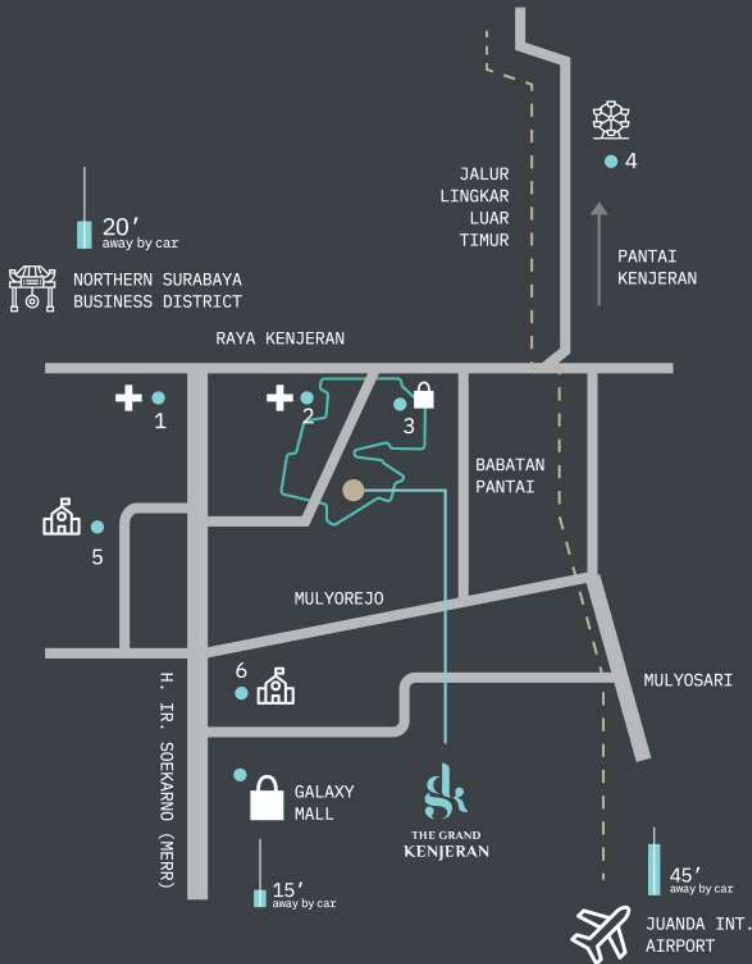 4
JALUR
LINGKAR
LUAR
TIMUR
20′
away by car
PANTAI
KENJERAN
NORTHERN SURABAYA
BUSINESS DISTRICT
RAYA KENJERAN
1
2
3
BABATAN
PANTAI
5
MULYOREJO
6
MULYOSARI
H. IR. SOEKARNO (MERR)
GALAXY
MALL
gk
THE GRAND
KENJERAN
15′
away by car
45′
away by car
JUANDA INT.
AIRPORT